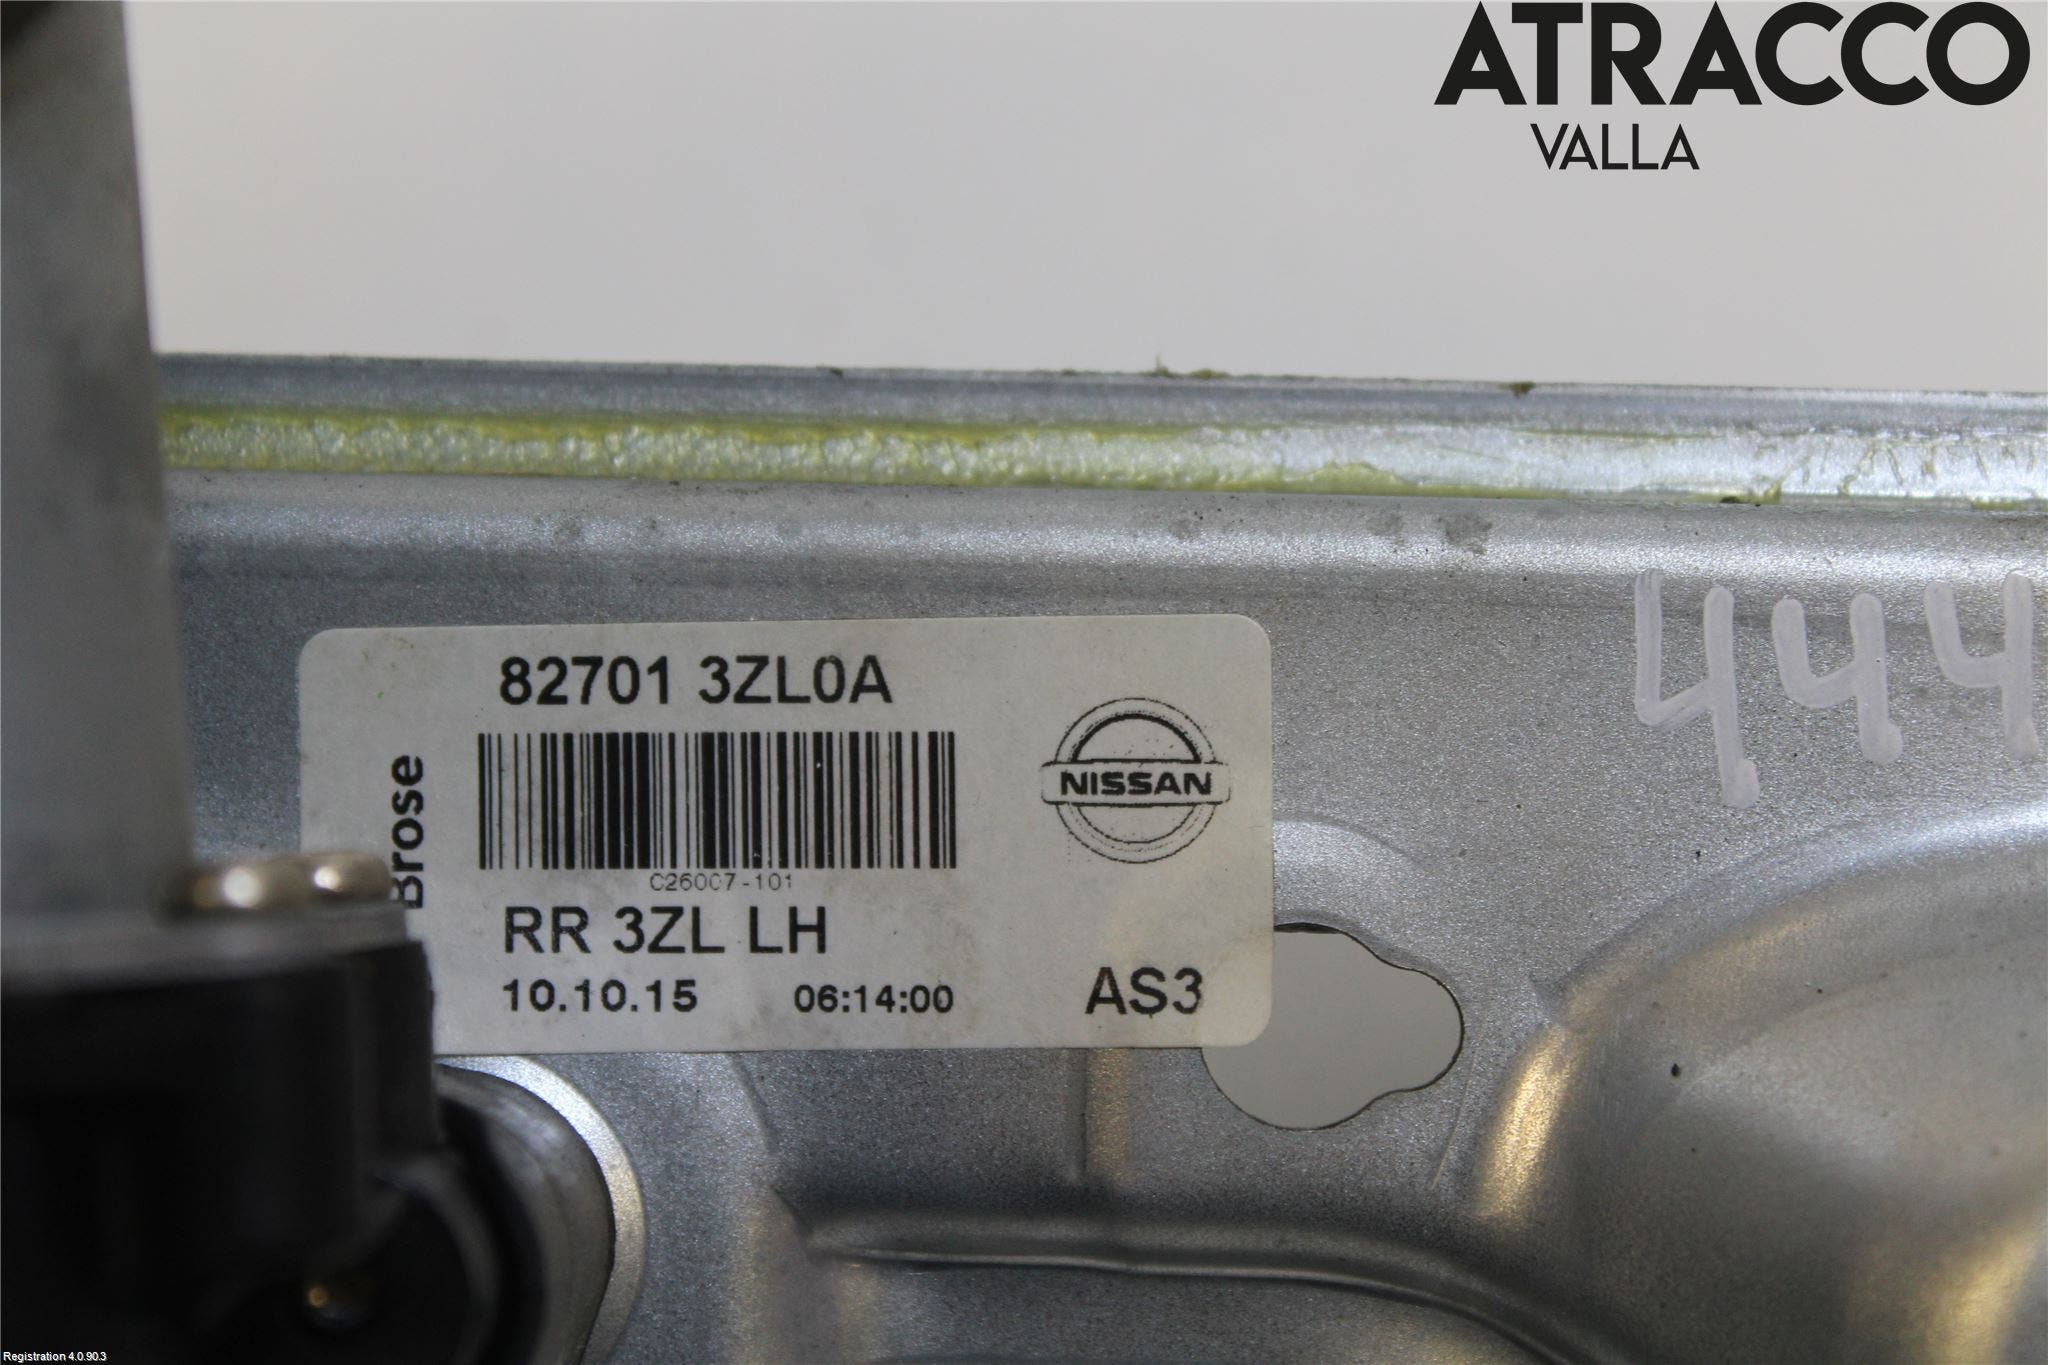 ATRACCO
VALLA
82701 3ZL0A
NISSAN
Brose
C26007-101
RR 3ZL LH
10.10.15 06:14:00
AS3
444
Registration 4.0.90.3